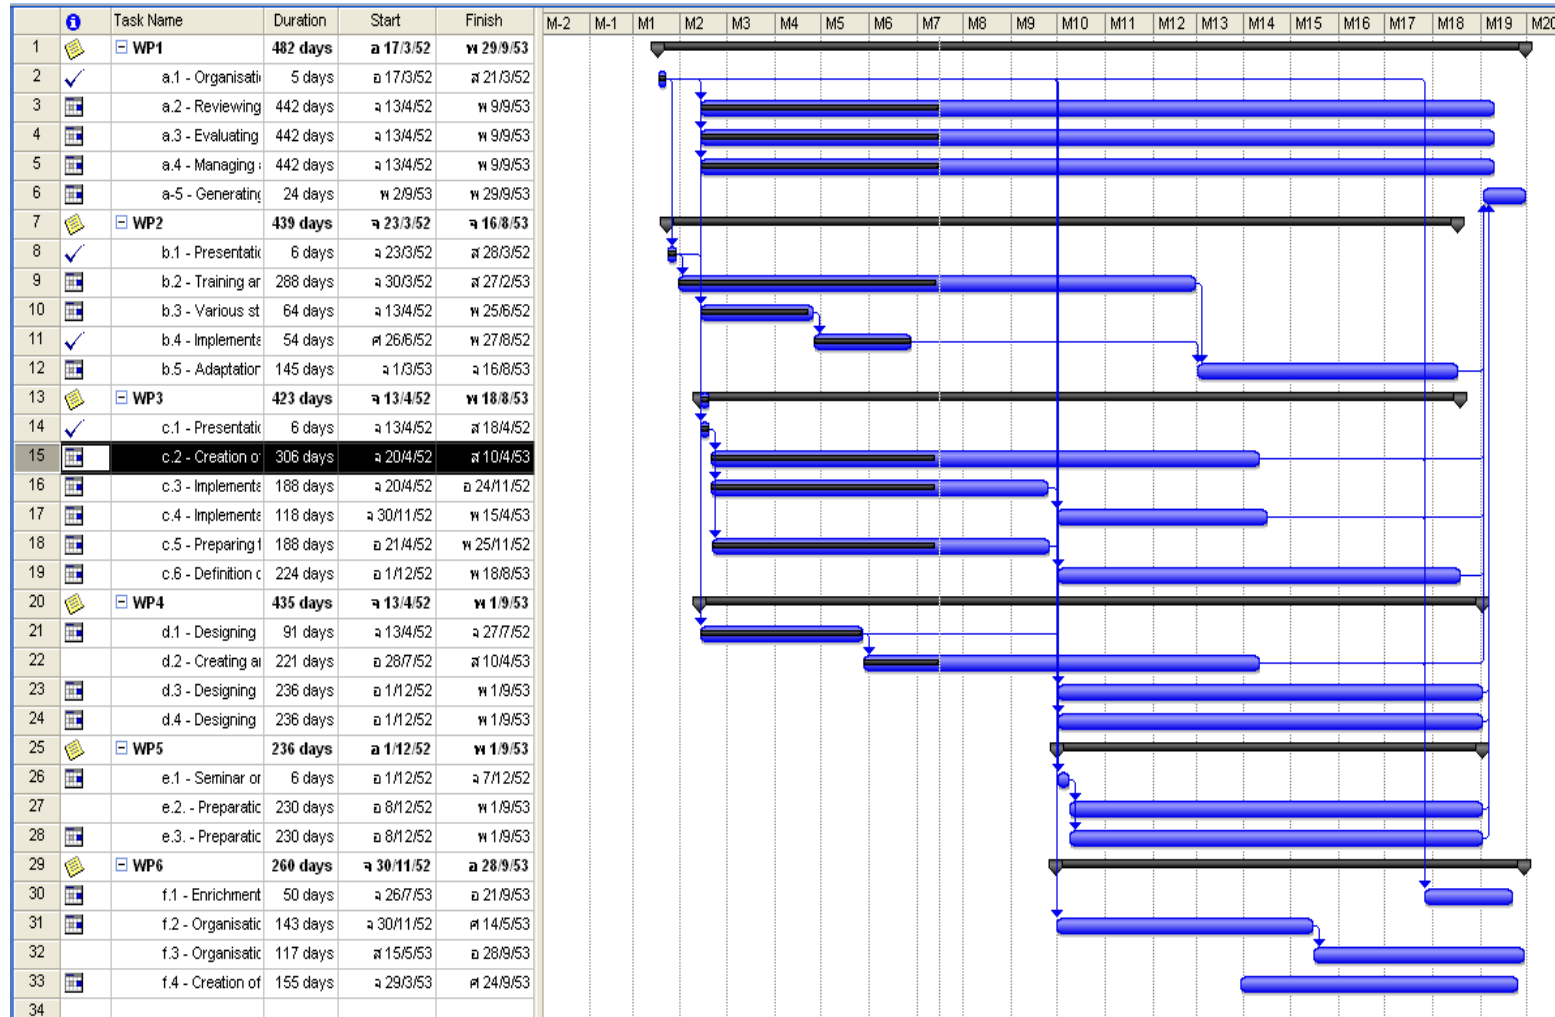 Task Name Duration Start Finish M-2 M-1 M1 M2 M3 M4 M5 M6 M7 M8 M9 M10 M11 M12 M13 M14 M15 M16 M17 M18 M19 M20
1 WP1 482 days อ 17/3/52 พ 29/9/53
2 a.1 - Organisati 5 days อ 17/3/52 ส 21/3/52
3 a.2 - Reviewing 442 days จ 13/4/52 พ 9/9/53
4 a.3 - Evaluating 442 days จ 13/4/52 พ 9/9/53
5 a.4 - Managing 442 days จ 13/4/52 พ 9/9/53
6 a-5 - Generating 24 days พ 2/9/53 พ 29/9/53
7 WP2 439 days จ 23/3/52 จ 16/8/53
8 b.1 - Presentatic 6 days จ 23/3/52 ส 28/3/52
9 b.2 - Training ar 288 days จ 30/3/52 ส 27/2/53
10 b.3 - Various st 64 days จ 13/4/52 พ 25/6/52
11 b.4 - Implementa 54 days ศ 26/6/52 พ 27/8/52
12 b.5 - Adaptation 145 days จ 1/3/53 จ 16/8/53
13 WP3 423 days จ 13/4/52 พ 18/8/53
14 c.1 - Presentatic 6 days จ 13/4/52 ส 18/4/52
15 c.2 - Creation o 306 days จ 20/4/52 ส 10/4/53
16 c.3 - Implementa 188 days จ 20/4/52 อ 24/11/52
17 c.4 - Implementa 118 days จ 30/11/52 พ 15/4/53
18 c.5 - Preparing 188 days อ 21/4/52 พ 25/11/52
19 c.6 - Definition c 224 days อ 1/12/52 พ 18/8/53
20 WP4 435 days จ 13/4/52 พ 1/9/53
21 d.1 - Designing 91 days จ 13/4/52 จ 27/7/52
22 d.2 - Creating ai 221 days อ 28/7/52 ส 10/4/53
23 d.3 - Designing 236 days อ 1/12/52 พ 1/9/53
24 d.4 - Designing 236 days อ 1/12/52 พ 1/9/53
25 WP5 236 days อ 1/12/52 พ 1/9/53
26 e.1 - Seminar or 6 days อ 1/12/52 จ 7/12/52
27 e.2. - Preparatic 230 days อ 8/12/52 พ 1/9/53
28 e.3. - Preparatic 230 days อ 8/12/52 พ 1/9/53
29 WP6 260 days จ 30/11/52 อ 28/9/53
30 f.1 - Enrichment 50 days จ 26/7/53 อ 21/9/53
31 f.2 - Organisatic 143 days จ 30/11/52 ศ 14/5/53
32 f.3 - Organisatic 117 days ส 15/5/53 อ 28/9/53
33 f.4 - Creation of 155 days จ 29/3/53 ศ 24/9/53
34